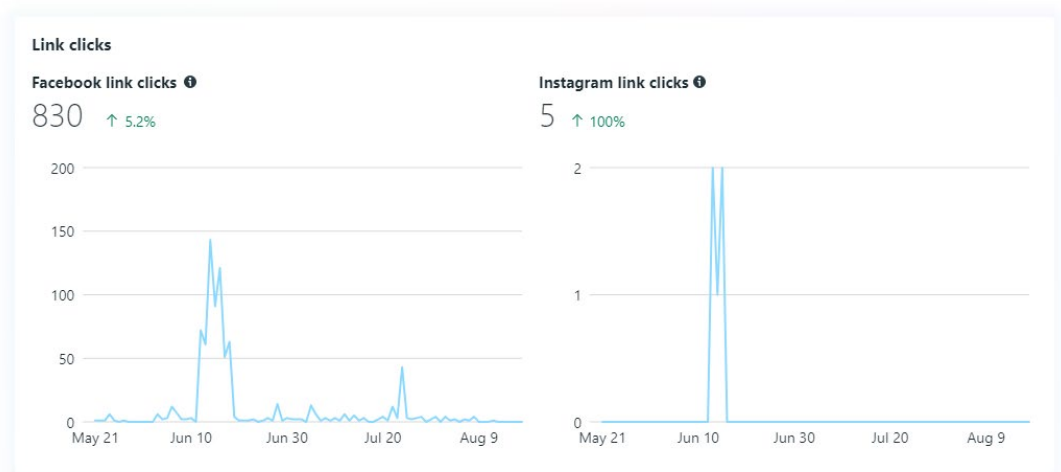 Link clicks
Facebook link clicks
830 ↑ 5.2%
200
150
100
50
0
May 21 Jun 10 Jun 30 Jul 20 Aug 9
Instagram link clicks
5 ↑ 100%
2
1
0
May 21 Jun 10 Jun 30 Jul 20 Aug 9